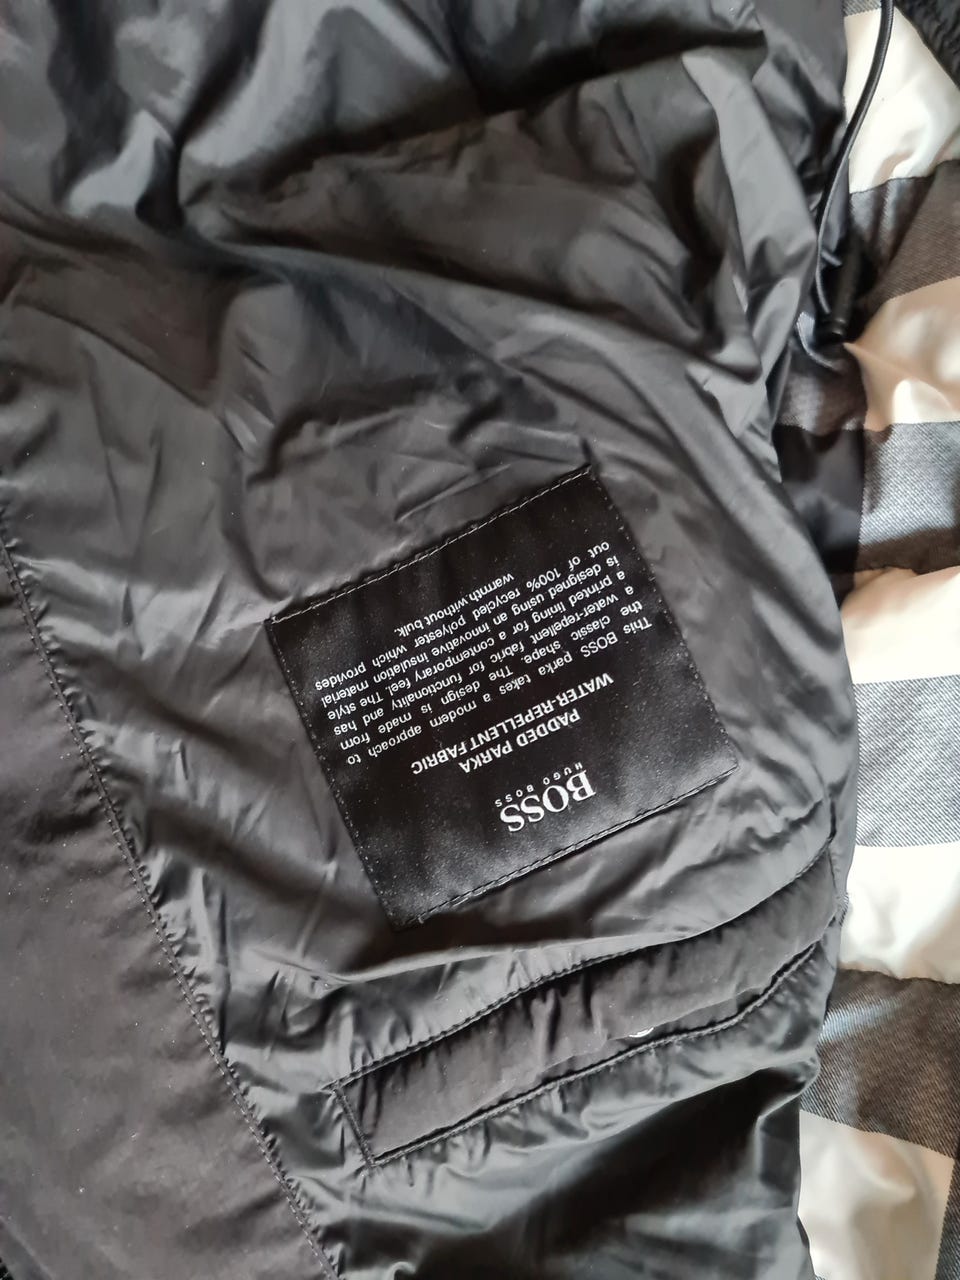 BOSS
HUGO BOSS
PADDED PARKA
WATER-REPELLENT FABRIC
This BOSS parka takes a modern approach to
the classic shape. The design is made from
a water-repellent fabric for functionality and has
a printed lining for a contemporary feel. The style
is designed using an innovative insulation material
out of 100% recycled polyester which provides
warmth without bulk.